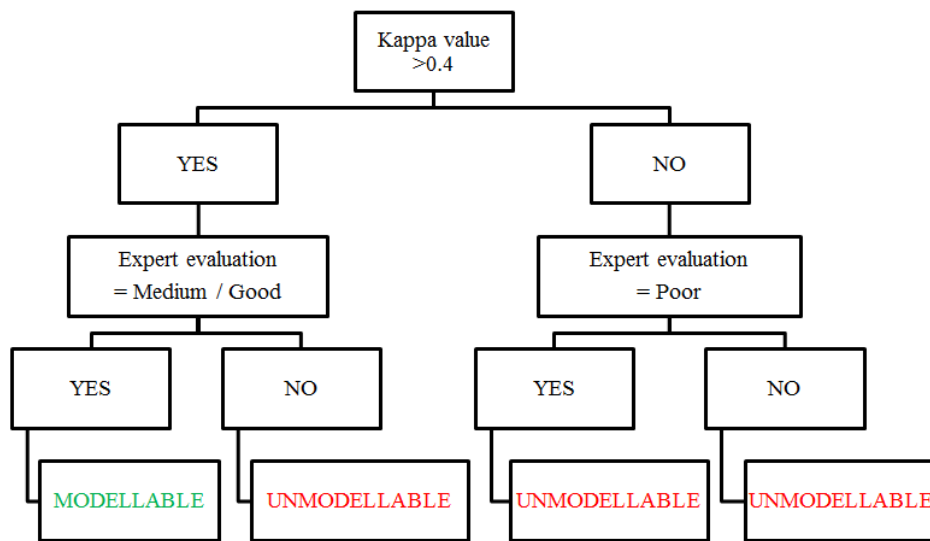 Kappa value
>0.4
YES
NO
Expert evaluation
= Medium / Good
Expert evaluation
= Poor
YES
NO
YES
NO
MODELLABLE
UNMODELLABLE
UNMODELLABLE
UNMODELLABLE